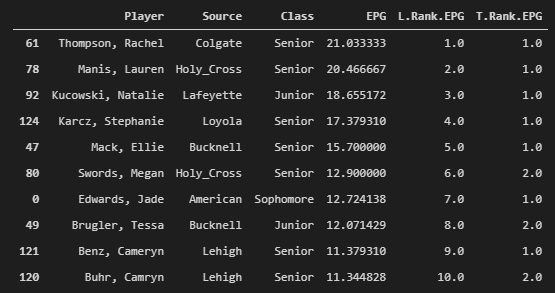 Player Source Class EPG L.Rank.EPG T.Rank.EPG
61 Thompson, Rachel Colgate Senior 21.033333 1.0 1.0
78 Manis, Lauren Holy_Cross Senior 20.466667 2.0 1.0
92 Kucowski, Natalie Lafeyette Junior 18.655172 3.0 1.0
124 Karcz, Stephanie Loyola Senior 17.379310 4.0 1.0
47 Mack, Ellie Bucknell Senior 15.700000 5.0 1.0
80 Swords, Megan Holy_Cross Senior 12.900000 6.0 2.0
0 Edwards, Jade American Sophomore 12.724138 7.0 1.0
49 Brugler, Tessa Bucknell Junior 12.071429 8.0 2.0
121 Benz, Cameryn Lehigh Senior 11.379310 9.0 1.0
120 Buhr, Camryn Lehigh Senior 11.344828 10.0 2.0